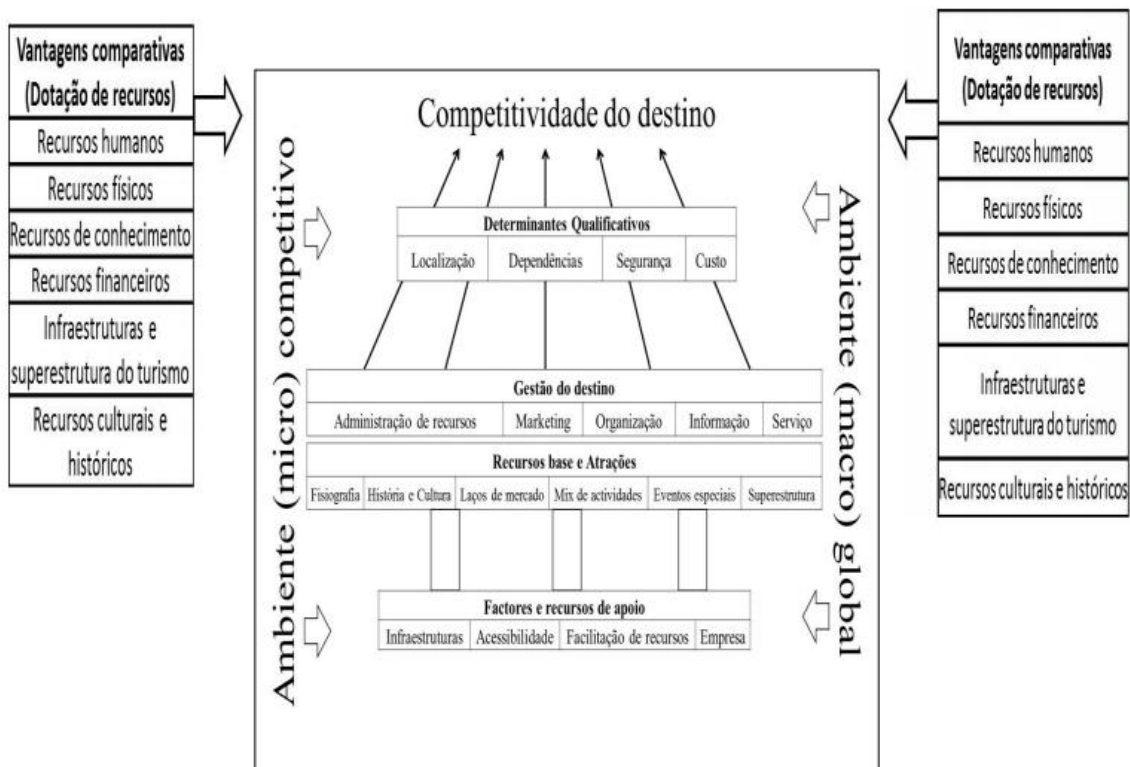 Vantagens comparativas
(Dotação de recursos)
Recursos humanos
Recursos físicos
Recursos de conhecimento
Recursos financeiros
Infraestruturas e
superestrutura do turismo
Recursos culturais e
históricos
Ambiente (micro) competitivo
Competitividade do destino
Determinantes Qualificativos
Localização Dependências Segurança Custo
Gestão do destino
Administração de recursos Marketing Organização Informação Serviço
Recursos base e Atrações
Fisiografia História e Cultura Laços de mercado Mix de actividades Eventos especiais Superestrutura
Factores e recursos de apoio
Infraestruturas Acessibilidade Facilitação de recursos Empresa
Ambiente (macro) global
Vantagens comparativas
(Dotação de recursos)
Recursos humanos
Recursos físicos
Recursos de conhecimento
Recursos financeiros
Infraestruturas e
superestrutura do turismo
Recursos culturais e históricos